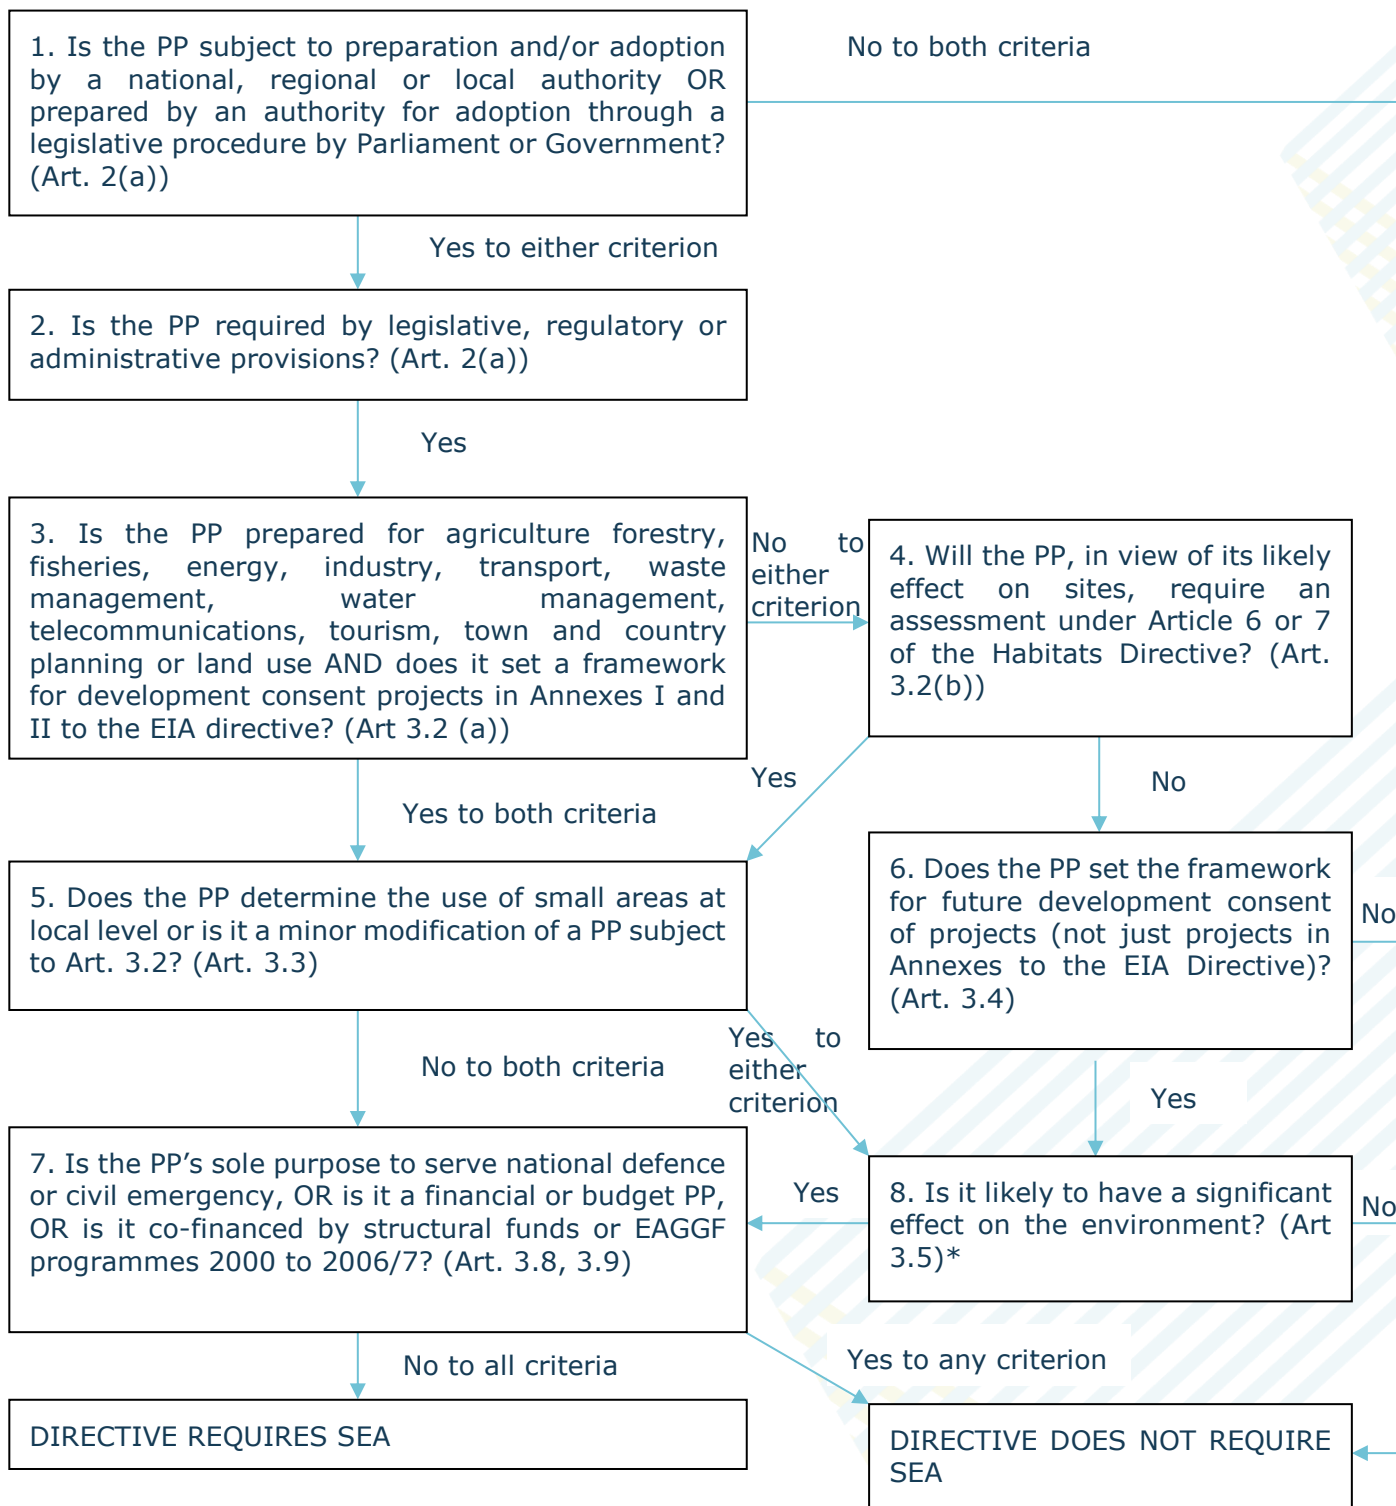 1. Is the PP subject to preparation and/or adoption
by a national, regional or local authority OR
prepared by an authority for adoption through a
legislative procedure by Parliament or Government?
(Art. 2(a))
No to both criteria
Yes to either criterion
2. Is the PP required by legislative, regulatory or
administrative provisions? (Art. 2(a))
Yes
3. Is the PP prepared for agriculture forestry,
fisheries, energy, industry, transport, waste
management, water management,
telecommunications, tourism, town and country
planning or land use AND does it set a framework
for development consent projects in Annexes I and
II to the EIA directive? (Art 3.2 (a))
No to
either
criterion
4. Will the PP, in view of its likely
effect on sites, require an
assessment under Article 6 or 7
of the Habitats Directive? (Art.
3.2(b))
Yes
No
Yes to both criteria
5. Does the PP determine the use of small areas at
local level or is it a minor modification of a PP subject
to Art. 3.2? (Art. 3.3)
6. Does the PP set the framework
for future development consent
of projects (not just projects in
Annexes to the EIA Directive)?
(Art. 3.4)
No
No to both criteria
Yes to
either
criterion
Yes
7. Is the PP’s sole purpose to serve national defence
or civil emergency, OR is it a financial or budget PP,
OR is it co-financed by structural funds or EAGGF
programmes 2000 to 2006/7? (Art. 3.8, 3.9)
Yes
8. Is it likely to have a significant
effect on the environment? (Art
3.5)*
No
No to all criteria
Yes to any criterion
DIRECTIVE REQUIRES SEA
DIRECTIVE DOES NOT REQUIRE
SEA